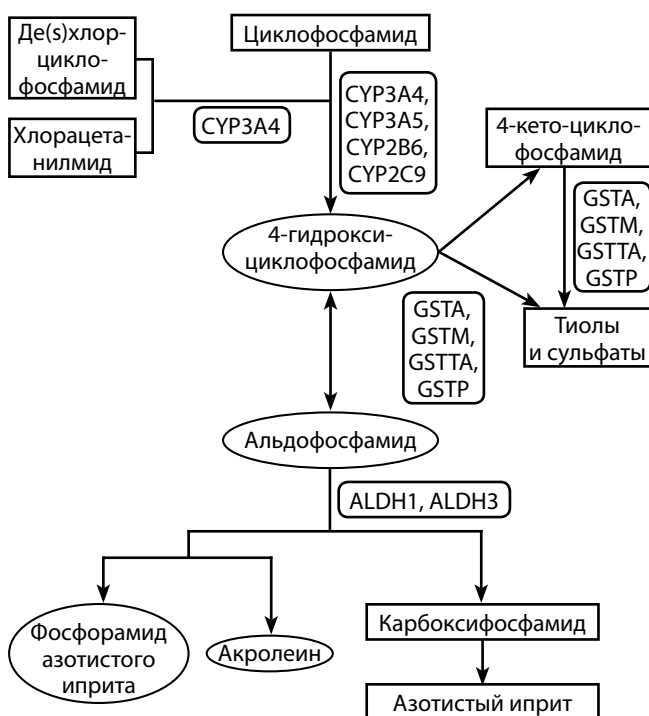 Де(s)хлор-
цикло-
фосфамид
Циклофосфамид
Хлорацета-
нилмид
CYP3A4
CYP3A4,
CYP3A5,
CYP2B6,
CYP2C9
4-кето-цикло-
фосфамид
GSTA,
GSTM,
GSTTA,
GSTP
4-гидрокси-
циклофосфамид
GSTA,
GSTM,
GSTTA,
GSTP
Тиолы
и сульфаты
Альдофосфамид
ALDH1, ALDH3
Фосфорамид
азотистого
иприта
Акролеин
Карбоксифосфамид
Азотистый иприт